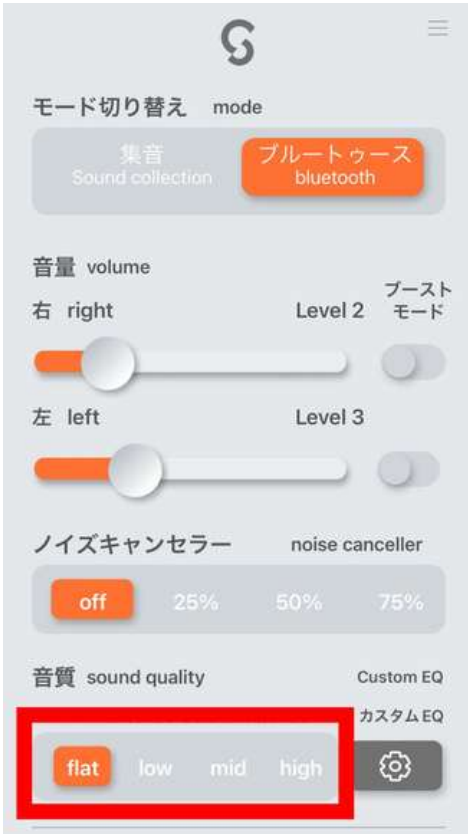 モード切り替え mode
集音 ブルートゥース
Sound collection bluetooth
音量 volume
ブースト
右 right Level 2 モード
左 left Level 3
ノイズキャンセラー noise canceller
off 25% 50% 75%
音質 sound quality Custom EQ
カスタムEQ
flat low mid high